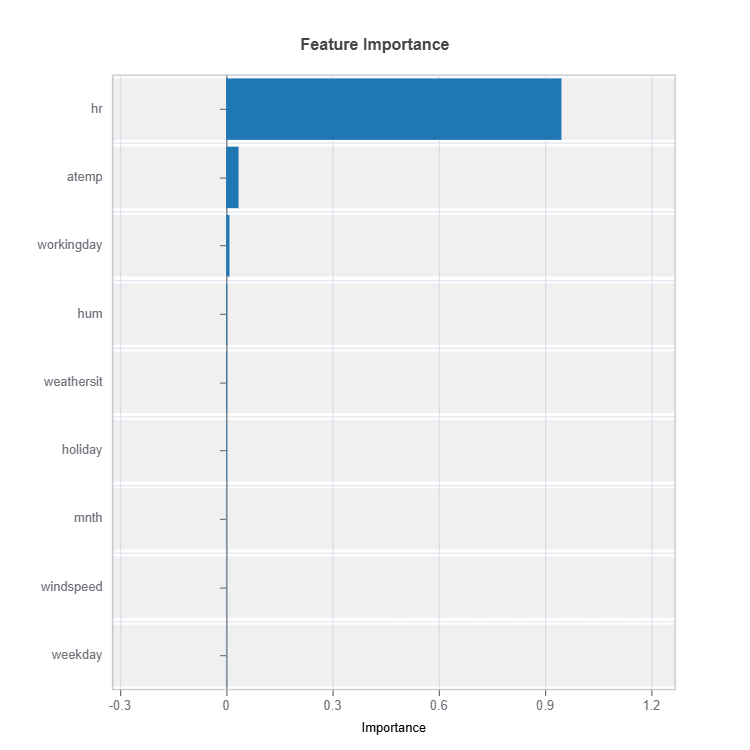 Feature Importance
hr
atemp
workingday
hum
weathersit
holiday
mnth
windspeed
weekday
-0.3 0 0.3 0.6 0.9 1.2
Importance